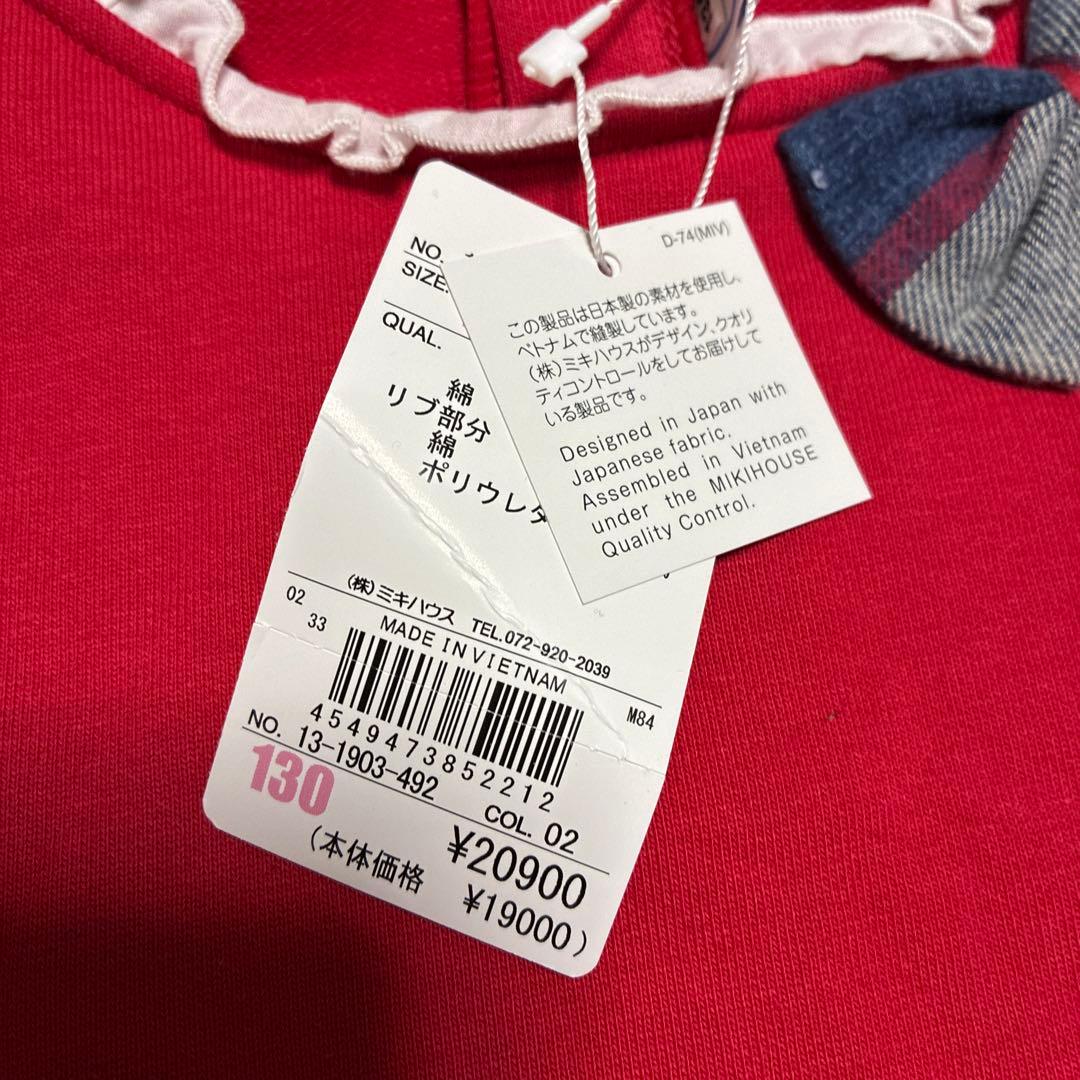 D-74(MIV)
この製品は日本製の素材を使用し、
ベトナムで縫製しています。
(株)ミキハウスがデザイン、クオリ
ティコントロールをしてお届けして
いる製品です。
Designed in Japan with
Japanese fabric.
Assembled in Vietnam
under the MIKIHOUSE
Quality Control.
NO.
SIZE
QUAL.
綿
リブ部分
綿
ポリウレタ
(株)ミキハウス TEL.072-920-2039
02
33
MADE IN VIETNAM
M84
4549473852212
NO. 13-1903-492
COL. 02
130
¥20900
(本体価格 ¥19000)